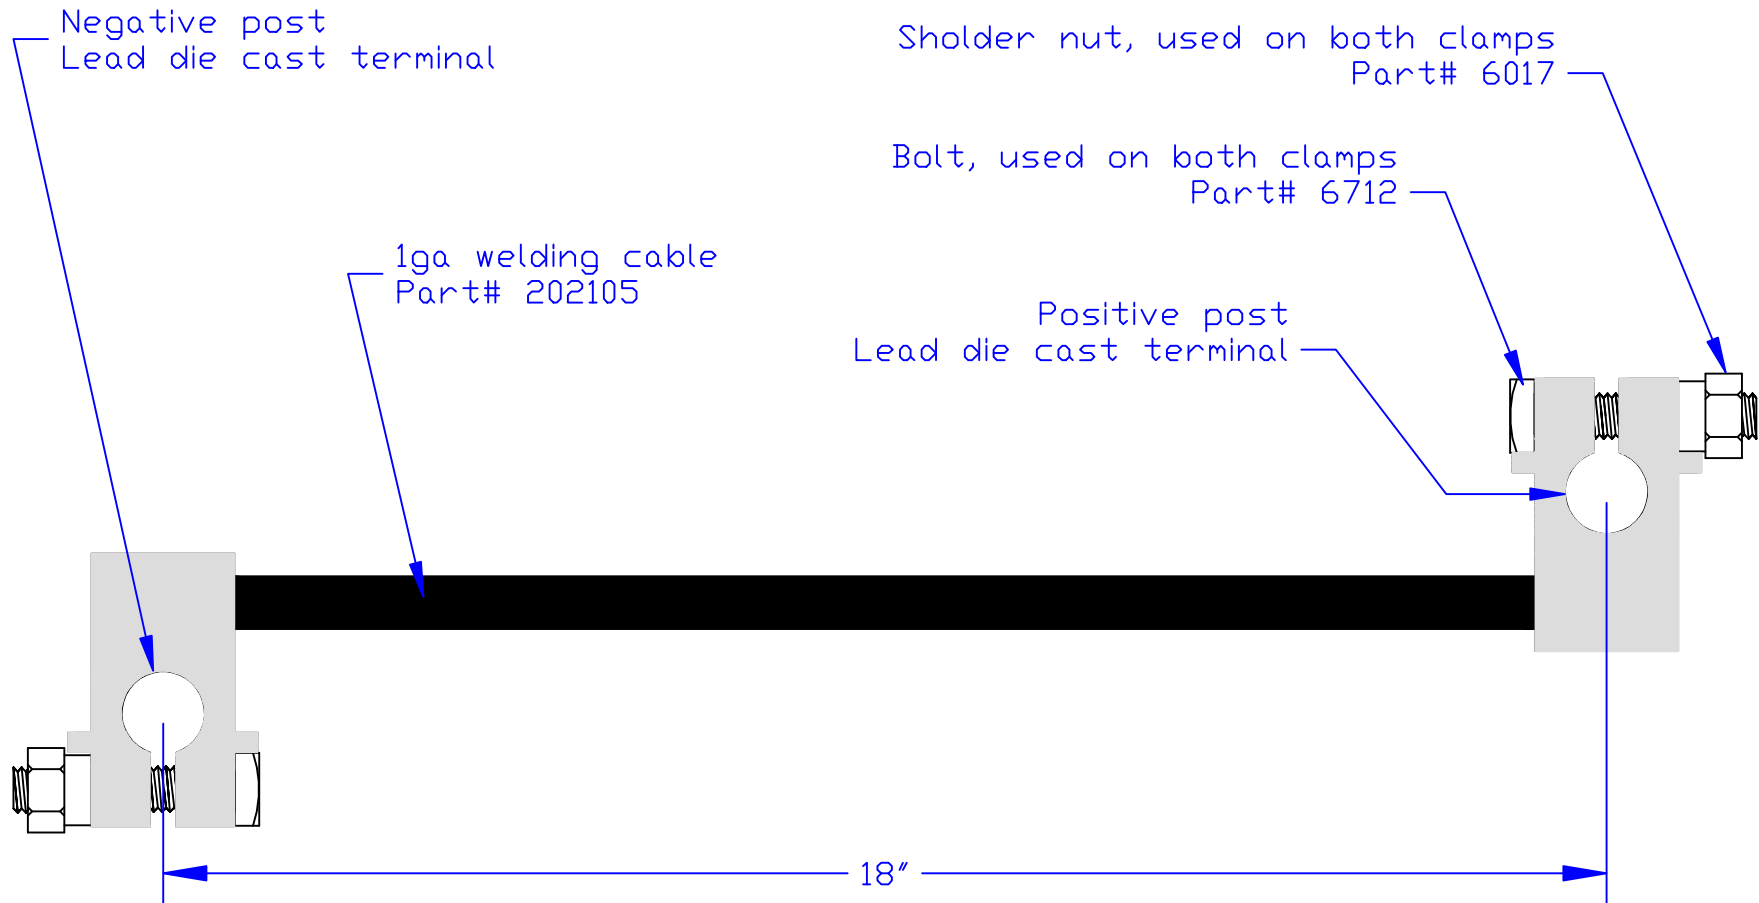 Negative post
Lead die cast terminal
Sholder nut, used on both clamps
Part# 6017
Bolt, used on both clamps
Part# 6712
1ga welding cable
Part# 202105
Positive post
Lead die cast terminal
18"